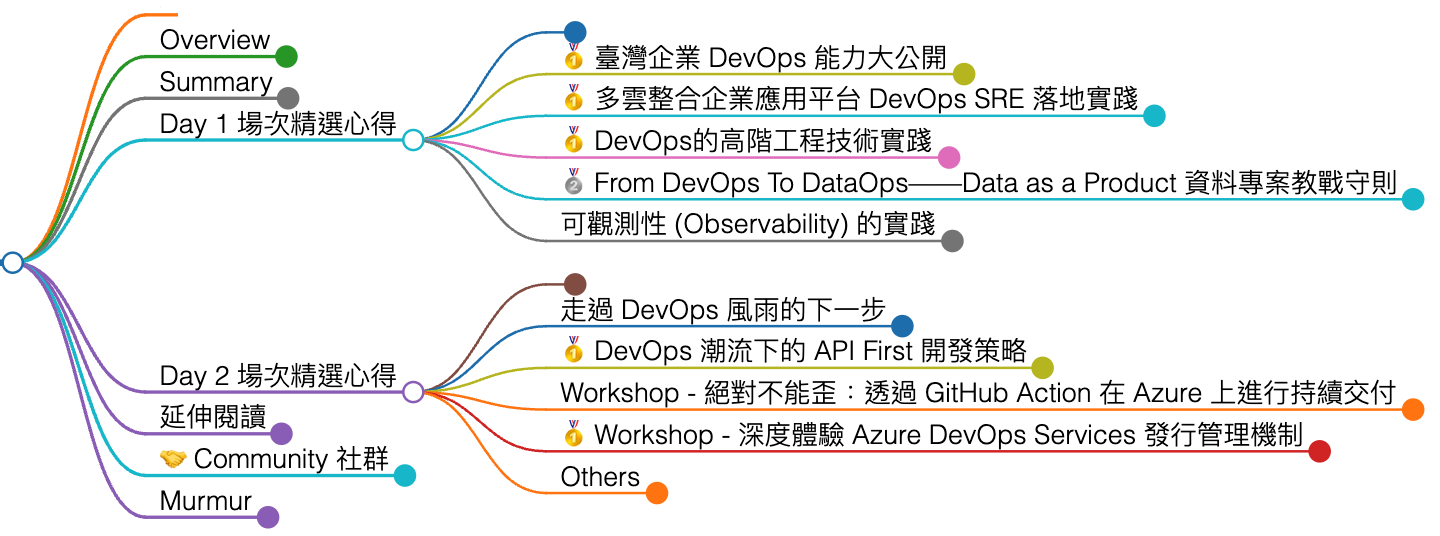 Overview
Summary
Day 1 場次精選心得
🥇 臺灣企業 DevOps 能力大公開
🥇 多雲整合企業應用平台 DevOps SRE 落地實踐
🥇 DevOps的高階工程技術實踐
🥈 From DevOps To DataOps——Data as a Product 資料專案教戰守則
可觀測性 (Observability) 的實踐
Day 2 場次精選心得
走過 DevOps 風雨的下一步
🥇 DevOps 潮流下的 API First 開發策略
Workshop - 絕對不能歪：透過 GitHub Action 在 Azure 上進行持續交付
🥇 Workshop - 深度體驗 Azure DevOps Services 發行管理機制
Others
延伸閱讀
🤝 Community 社群
Murmur